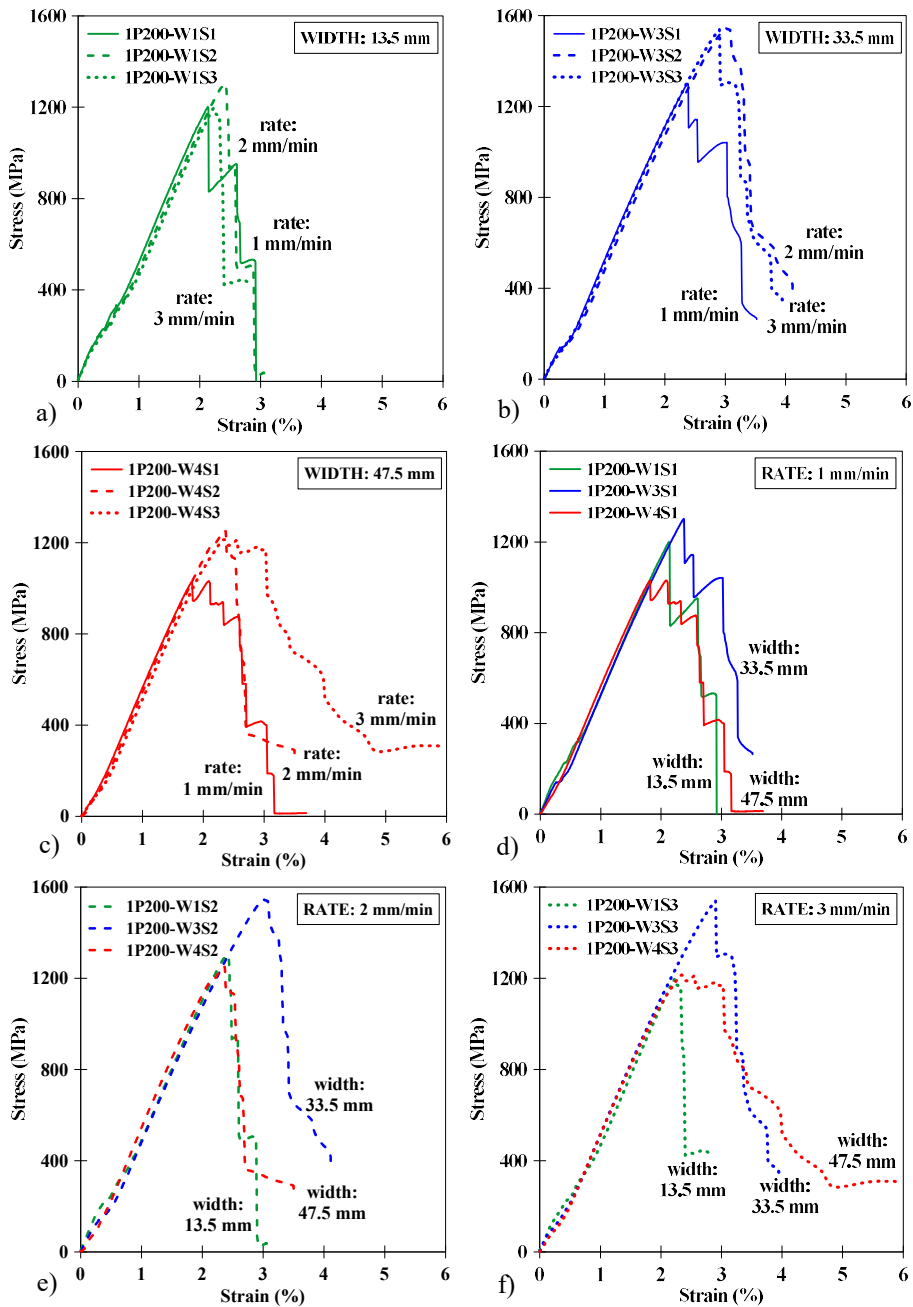 1600
1P200-W1S1
1P200-W1S2
1P200-W1S3
WIDTH: 13.5 mm
1200
rate:
2 mm/min
800
rate:
1 mm/min
400
rate:
3 mm/min
0
0 1 2 3 4 5 6
Stress (MPa)
Strain (%)
a)
1600
1P200-W3S1
1P200-W3S2
1P200-W3S3
WIDTH: 33.5 mm
1200
800
rate:
2 mm/min
400
rate:
1 mm/min
rate:
3 mm/min
0
0 1 2 3 4 5 6
Stress (MPa)
Strain (%)
b)
1600
1P200-W4S1
1P200-W4S2
1P200-W4S3
WIDTH: 47.5 mm
1200
800
rate:
3 mm/min
400
rate:
1 mm/min
rate:
2 mm/min
0
0 1 2 3 4 5 6
Stress (MPa)
Strain (%)
c)
1600
1P200-W1S1
1P200-W3S1
1P200-W4S1
RATE: 1 mm/min
1200
800
width:
33.5 mm
400
width:
13.5 mm
width:
47.5 mm
0
0 1 2 3 4 5 6
Stress (MPa)
Strain (%)
d)
1600
1P200-W1S2
1P200-W3S2
1P200-W4S2
RATE: 2 mm/min
1200
800
width:
33.5 mm
400
width:
13.5 mm
width:
47.5 mm
0
0 1 2 3 4 5 6
Stress (MPa)
Strain (%)
e)
1600
1P200-W1S3
1P200-W3S3
1P200-W4S3
RATE: 3 mm/min
1200
800
width:
47.5 mm
400
width:
13.5 mm
width:
33.5 mm
0
0 1 2 3 4 5 6
Stress (MPa)
Strain (%)
f)